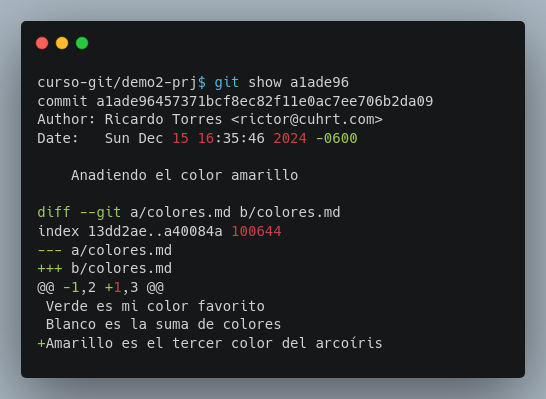 curso-git/demo2-prj$ git show a1ade96
commit a1ade96457371bcf8ec82f11e0ac7ee706b2da09
Author: Ricardo Torres <rictor@cuhrt.com>
Date:   Sun Dec 15 16:35:46 2024 -0600
    Anadiendo el color amarillo
diff --git a/colores.md b/colores.md
index 13dd2ae..a40084a 100644
--- a/colores.md
+++ b/colores.md
@@ -1,2 +1,3 @@
 Verde es mi color favorito
 Blanco es la suma de colores
+Amarillo es el tercer color del arcoíris